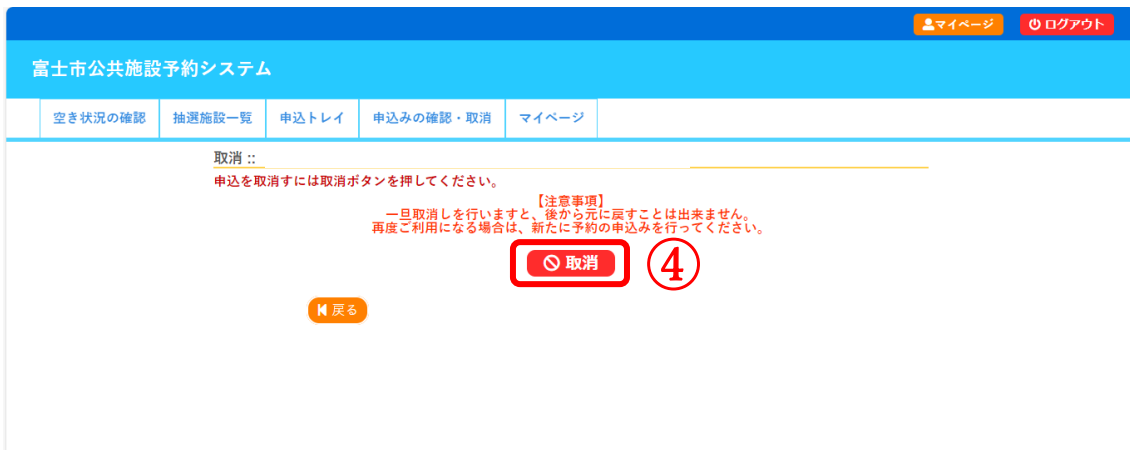 マイページ
ログアウト
富士市公共施設予約システム
空き状況の確認
抽選施設一覧
申込トレイ
申込みの確認・取消
マイページ
取消 ::
申込を取消すには取消ボタンを押してください。
【注意事項】
一旦取消しを行いますと、後から元に戻すことは出来ません。
再度ご利用になる場合は、新たに予約の申込みを行ってください。
取消
④
戻る